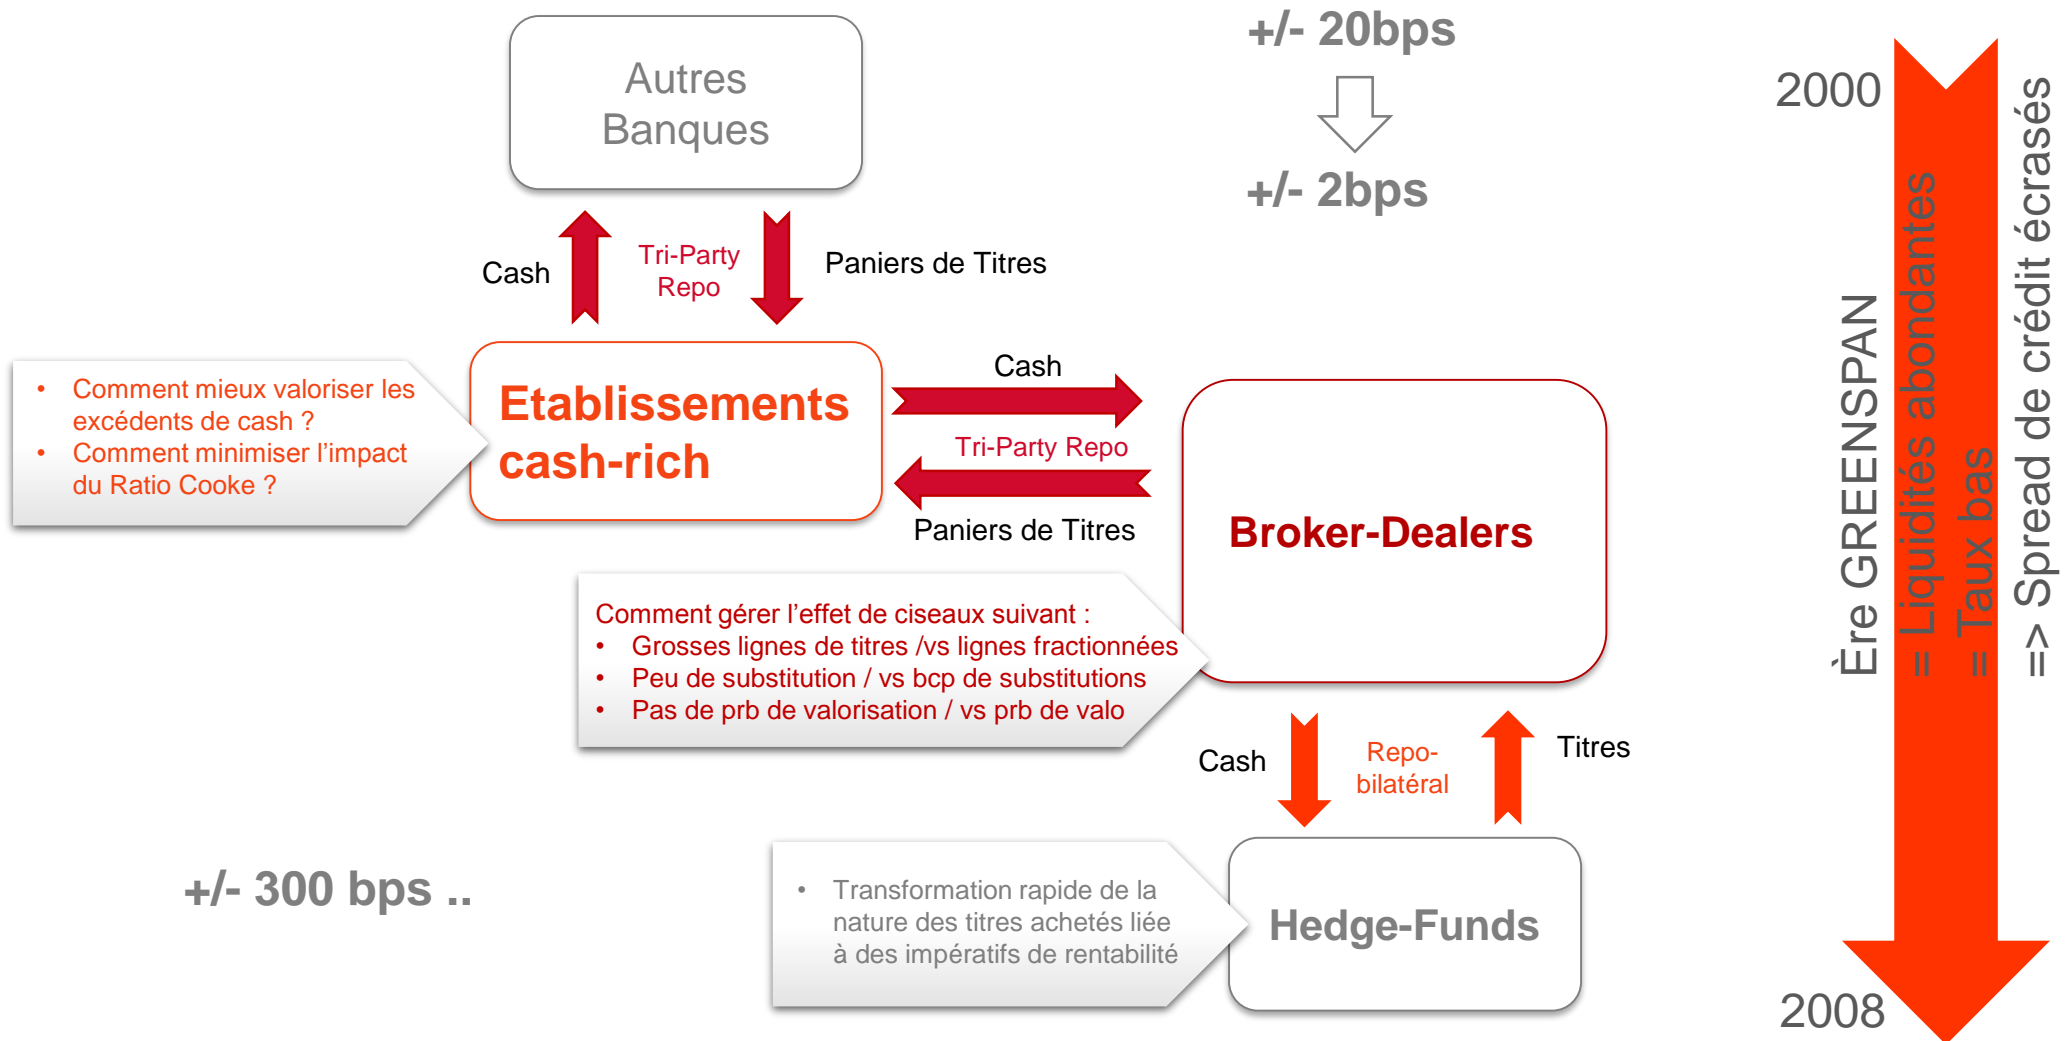 Autres
Banques
+/- 20bps
+/- 2bps
Cash
Tri-Party
Repo
Paniers de Titres
• Comment mieux valoriser les
excédents de cash ?
• Comment minimiser l’impact
du Ratio Cooke ?
Etablissements
cash-rich
Cash
Tri-Party Repo
Paniers de Titres
Broker-Dealers
Comment gérer l’effet de ciseaux suivant :
• Grosses lignes de titres /vs lignes fractionnées
• Peu de substitution / vs bcp de substitutions
• Pas de prb de valorisation / vs prb de valo
Cash
Repo-
bilatéral
Titres
+/- 300 bps ..
• Transformation rapide de la
nature des titres achetés liée
à des impératifs de rentabilité
Hedge-Funds
2000
Ère GREENSPAN
= Liquidités abondantes
= Taux bas
=> Spread de crédit écrasés
2008